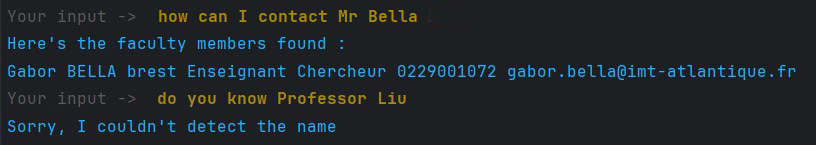 Your input -> how can I contact Mr Bella
Here's the faculty members found :
Gabor BELLA brest Enseignant Chercheur 0229001072 gabor.bella@imt-atlantique.fr
Your input -> do you know Professor Liu
Sorry, I couldn't detect the name